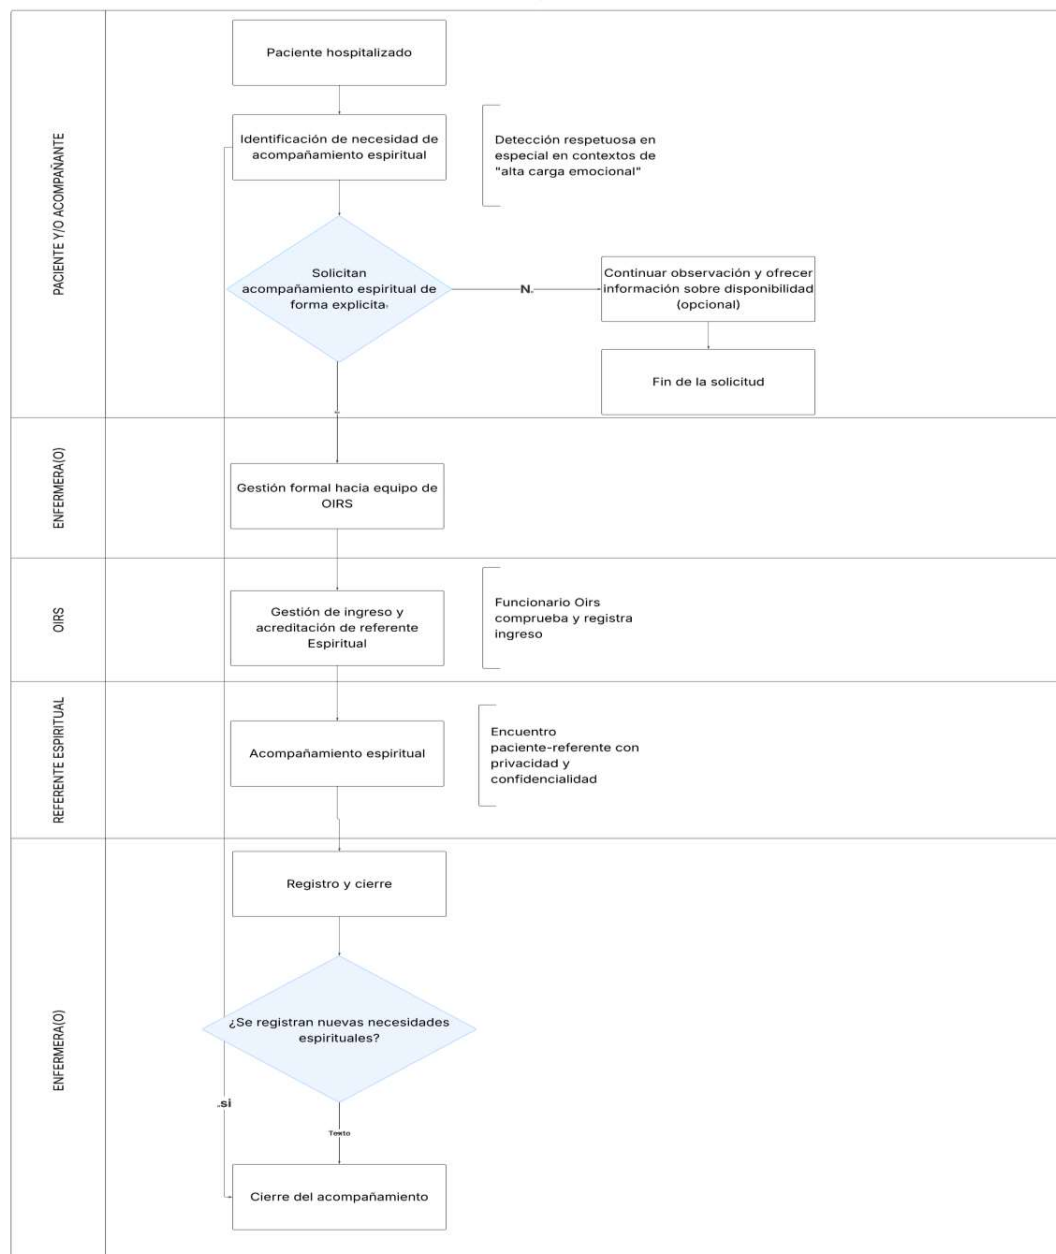 PACIENTE Y/O ACOMPAÑANTE
Paciente hospitalizado
Identificación de necesidad de
acompañamiento espiritual
Detección respetuosa en
especial en contextos de
"alta carga emocional"
Solicitan
acompañamiento espiritual de
forma explicita
N.
Continuar observación y ofrecer
información sobre disponibilidad
(opcional)
Fin de la solicitud
ENFERMERA(O)
Gestión formal hacia equipo de
OIRS
OIRS
Gestión de ingreso y
acreditación de referente
Espiritual
Funcionario Oirs
comprueba y registra
ingreso
REFERENTE ESPIRITUAL
Acompañamiento espiritual
Encuentro
paciente-referente con
privacidad y
confidencialidad
ENFERMERA(O)
Registro y cierre
¿Se registran nuevas necesidades
espirituales?
.si
Texto
Cierre del acompañamiento